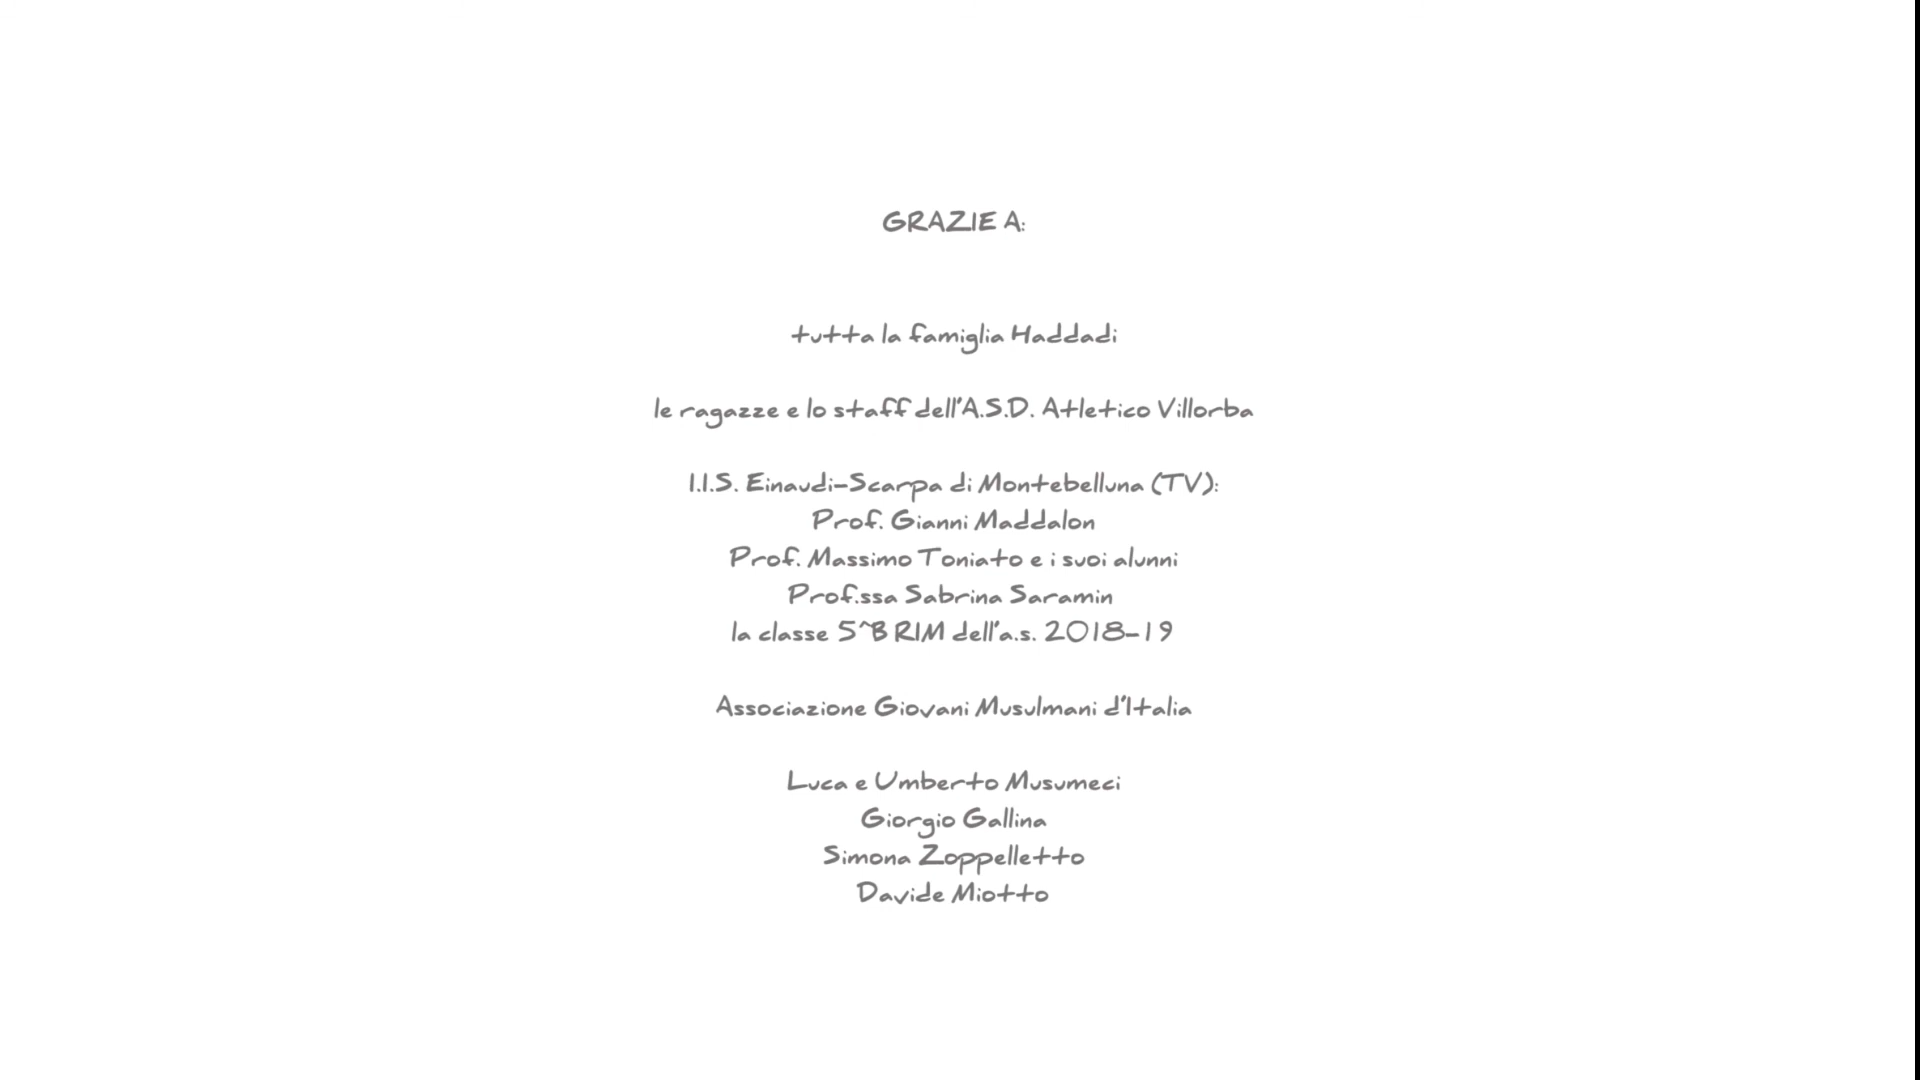 GRAZIE A:
tutta la famiglia Haddadi
le ragazze e lo staff dell'A.S.D. Atletico Villorba
I.I.S. Einaudi-Scarpa di Montebelluna (TV):
Prof. Gianni Maddalon
Prof. Massimo Toniato e i suoi alunni
Prof.ssa Sabrina Saramin
la classe 5^B RIM dell'a.s. 2018-19
Associazione Giovani Musulmani d'Italia
Luca e Umberto Musumeci
Giorgio Gallina
Simona Zoppelletto
Davide Miotto